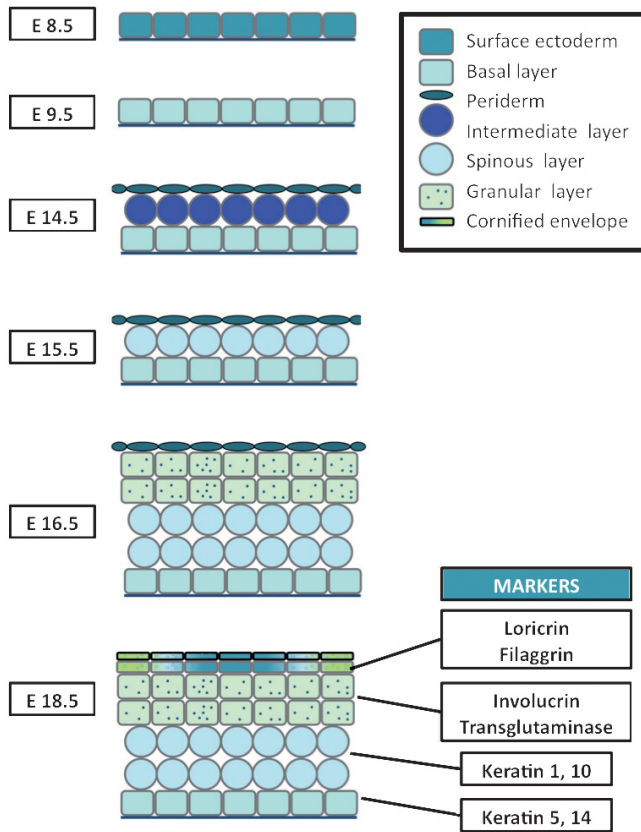 E 8.5
E 9.5
E 14.5
E 15.5
E 16.5
E 18.5
Surface ectoderm
Basal layer
Periderm
Intermediate layer
Spinous layer
Granular layer
Cornified envelope
MARKERS
Loricrin
Filaggrin
Involucrin
Transglutaminase
Keratin 1, 10
Keratin 5, 14